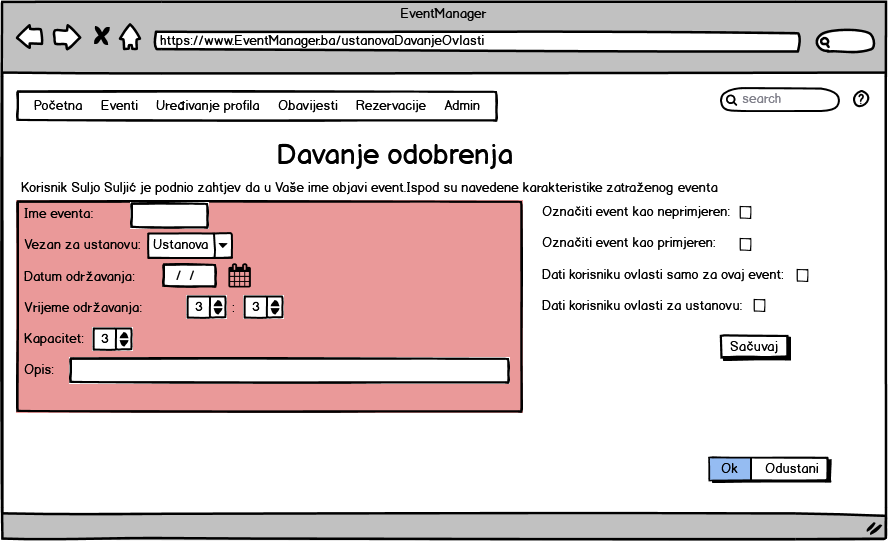 EventManager
https://www.EventManager.ba/ustanovaDavanjeOvlasti
Početna Eventi Uređivanje profila Obavijesti Rezervacije Admin
search ?
Davanje odobrenja
Korisnik Suljo Suljić je podnio zahtjev da u Vaše ime objavi event.Ispod su navedene karakteristike zatraženog eventa
Ime eventa:
Vezan za ustanovu: Ustanova
Datum održavanja: / /
Vrijeme održavanja: 3 : 3
Kapacitet: 3
Opis:
Označiti event kao neprimjeren:
Označiti event kao primjeren:
Dati korisniku ovlasti samo za ovaj event:
Dati korisniku ovlasti za ustanovu:
Sačuvaj
Ok Odustani